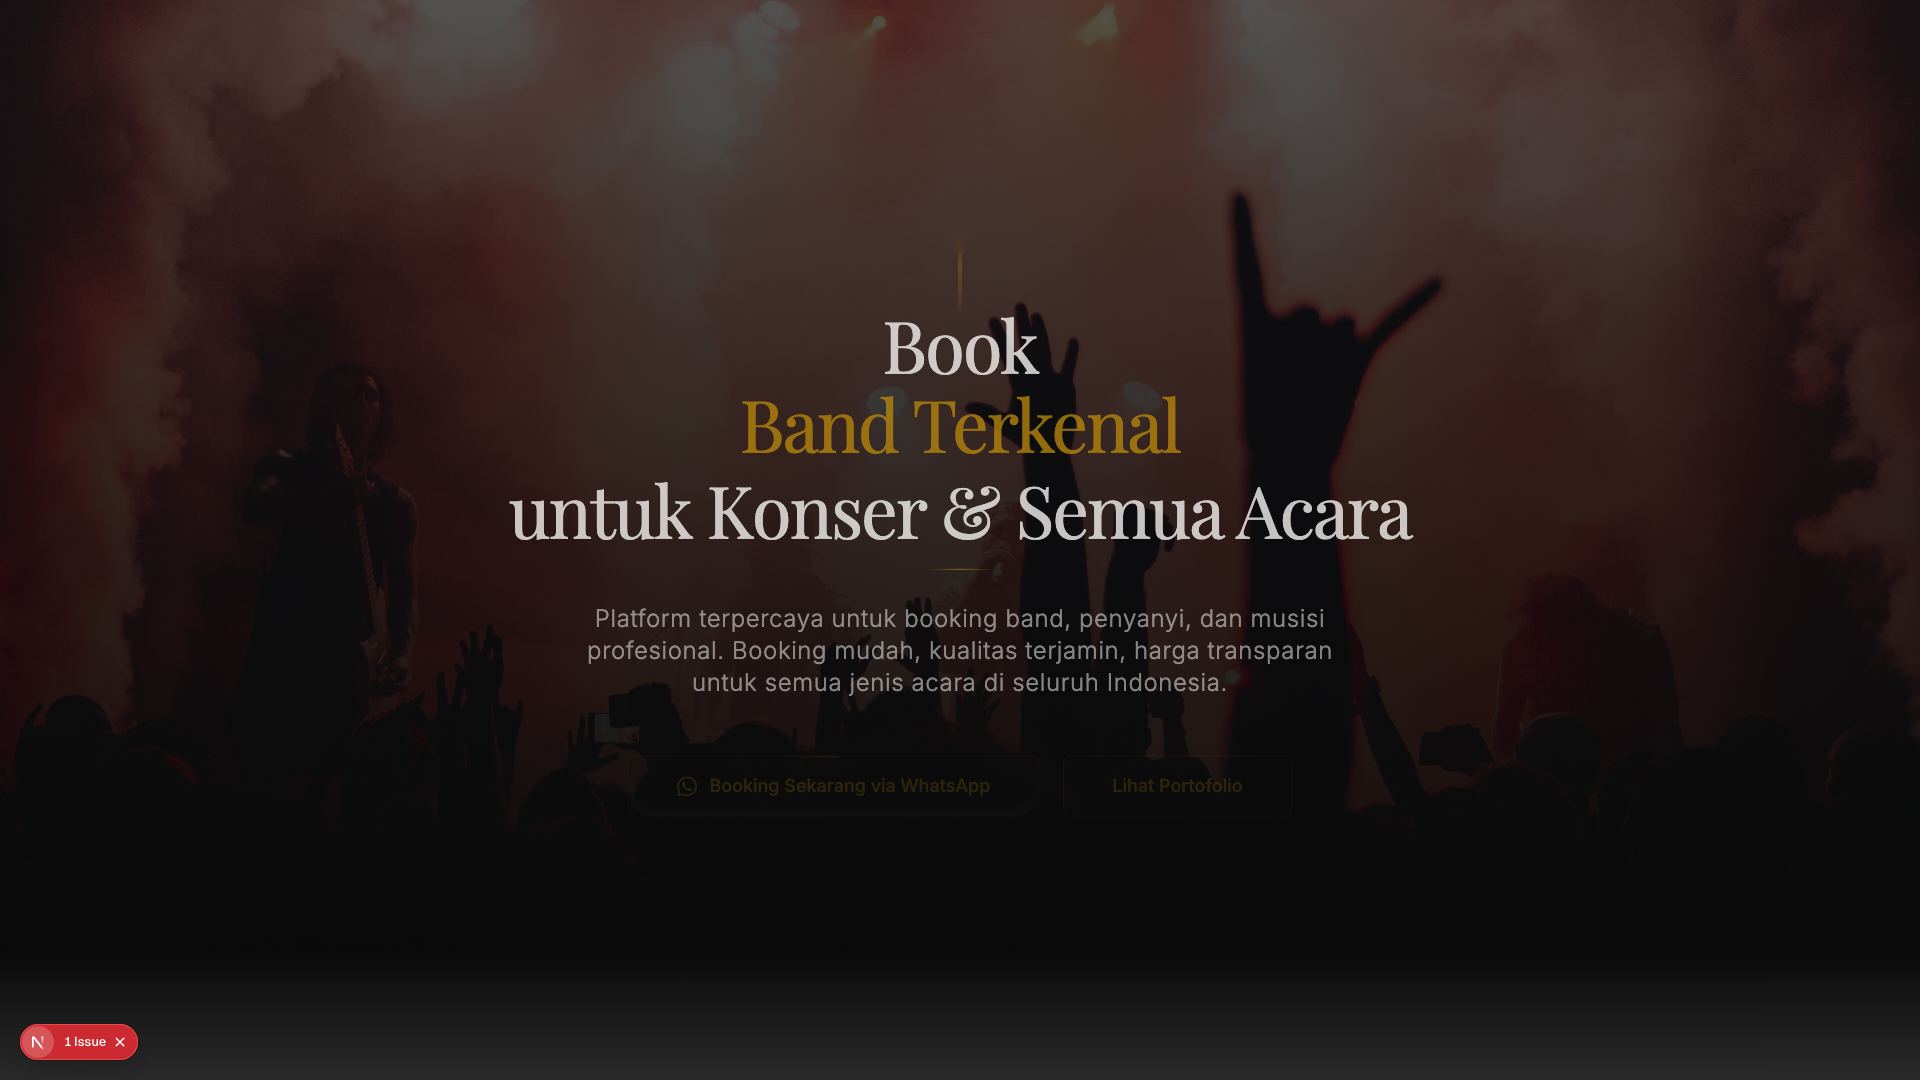 Book
Band Terkenal
untuk Konser & Semua Acara
Platform terpercaya untuk booking band, penyanyi, dan musisi
profesional. Booking mudah, kualitas terjamin, harga transparan
untuk semua jenis acara di seluruh Indonesia.
Booking Sekarang via WhatsApp
Lihat Portofolio
N
1 Issue